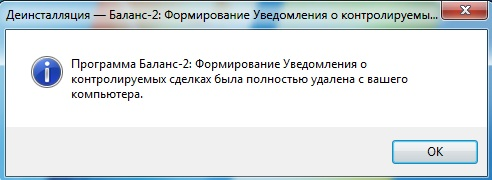 Деинсталляция — Баланс-2: Формирование Уведомления о контролируемы...
Программа Баланс-2: Формирование Уведомления о
контролируемых сделках была полностью удалена с вашего
компьютера.
OK